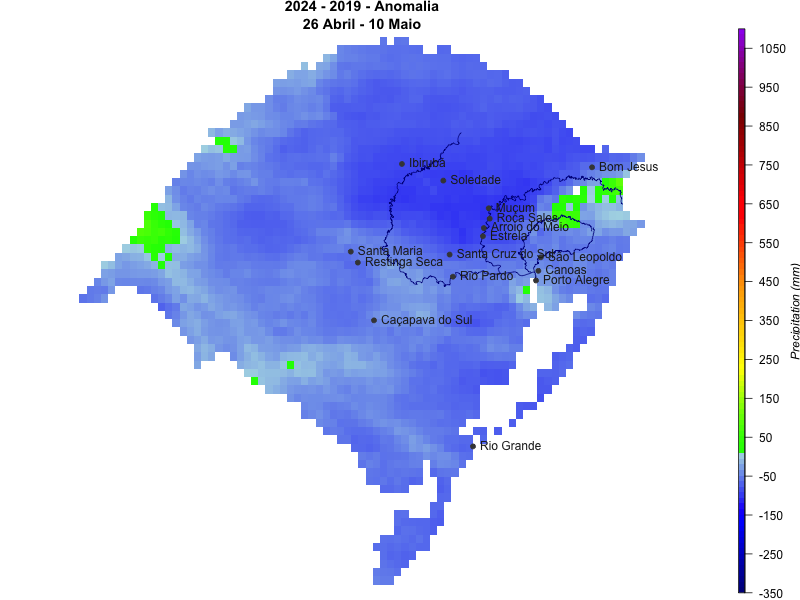 2024 - 2019 - Anomalia
26 Abril - 10 Maio
Ibirubá
Soledade
Bom Jesus
Muçum
Roca Sales
Arroio do Meio
Estrela
Santa Maria
Restinga Seca
Santa Cruz do Sul
São Leopoldo
Canoas
Rio Pardo
Porto Alegre
Caçapava do Sul
Rio Grande
1050
950
850
750
650
550
450
350
250
150
50
-50
-150
-250
-350
Precipitation (mm)